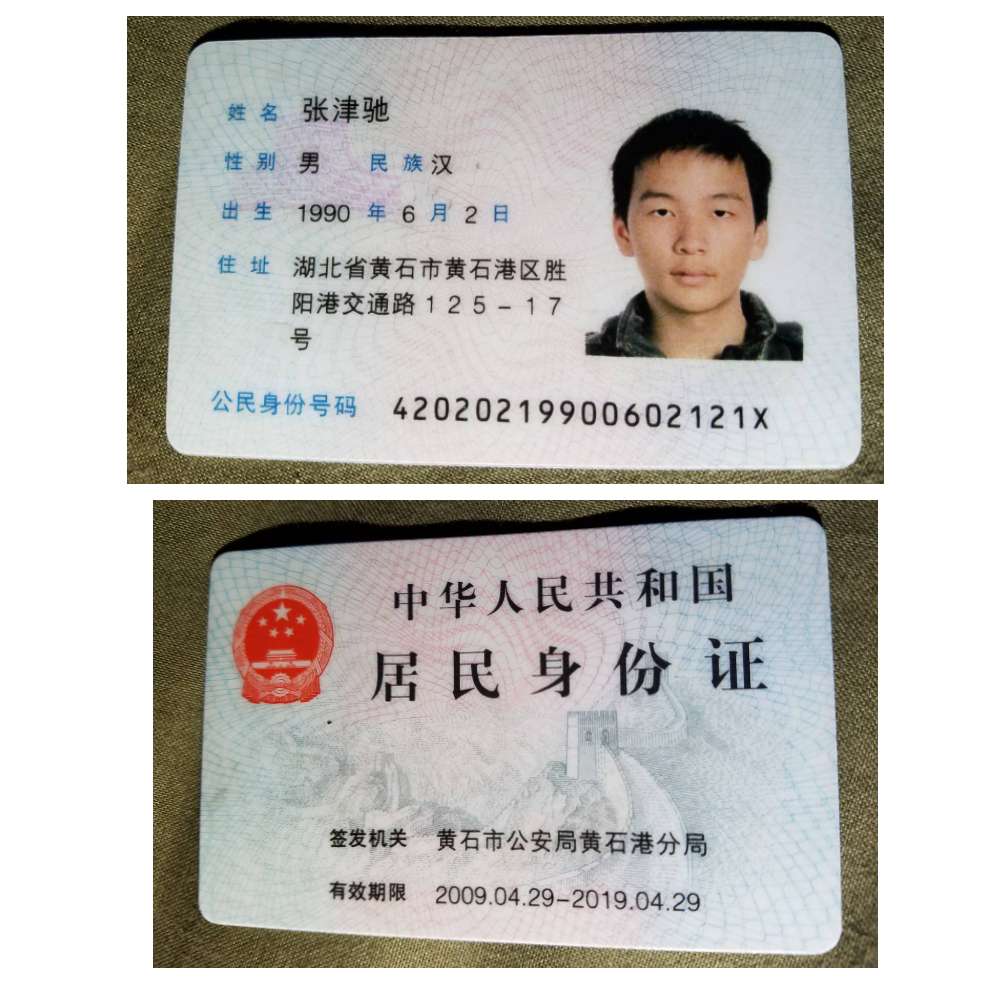 姓名 张津驰
性别 男 民族 汉
出生 1990 年 6 月 2 日
住址 湖北省黄石市黄石港区胜
阳港交通路125-17
号
公民身份号码 42020219900602121X
中华人民共和国
居民身份证
签发机关 黄石市公安局黄石港分局
有效期限 2009.04.29-2019.04.29